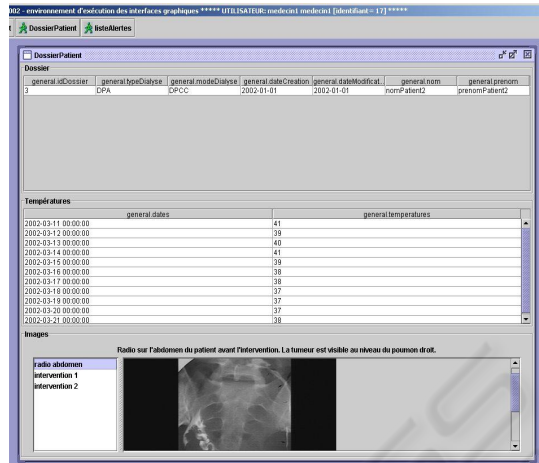 002 - environnement d'exécution des interfaces graphiques ***** UTILISATEUR: medecin1 medecin1 [identifiant = 17] *****
t DossierPatient listeAlertes
DossierPatient
Dossier
general.idDossier general.typeDialyse general.modeDialyse general.dateCreation general.dateModificat... general.nom general.prenom
3 DPA DPCC 2002-01-01 2002-01-01 nomPatient2 prenomPatient2
Températures
general.dates general.temperatures
2002-03-11 00:00:00 41
2002-03-12 00:00:00 39
2002-03-13 00:00:00 40
2002-03-14 00:00:00 41
2002-03-15 00:00:00 39
2002-03-16 00:00:00 38
2002-03-17 00:00:00 38
2002-03-18 00:00:00 37
2002-03-19 00:00:00 37
2002-03-20 00:00:00 37
2002-03-21 00:00:00 38
Images
Radio sur l'abdomen du patient avant l'intervention. La tumeur est visible au niveau du poumon droit.
radio abdomen
intervention 1
intervention 2